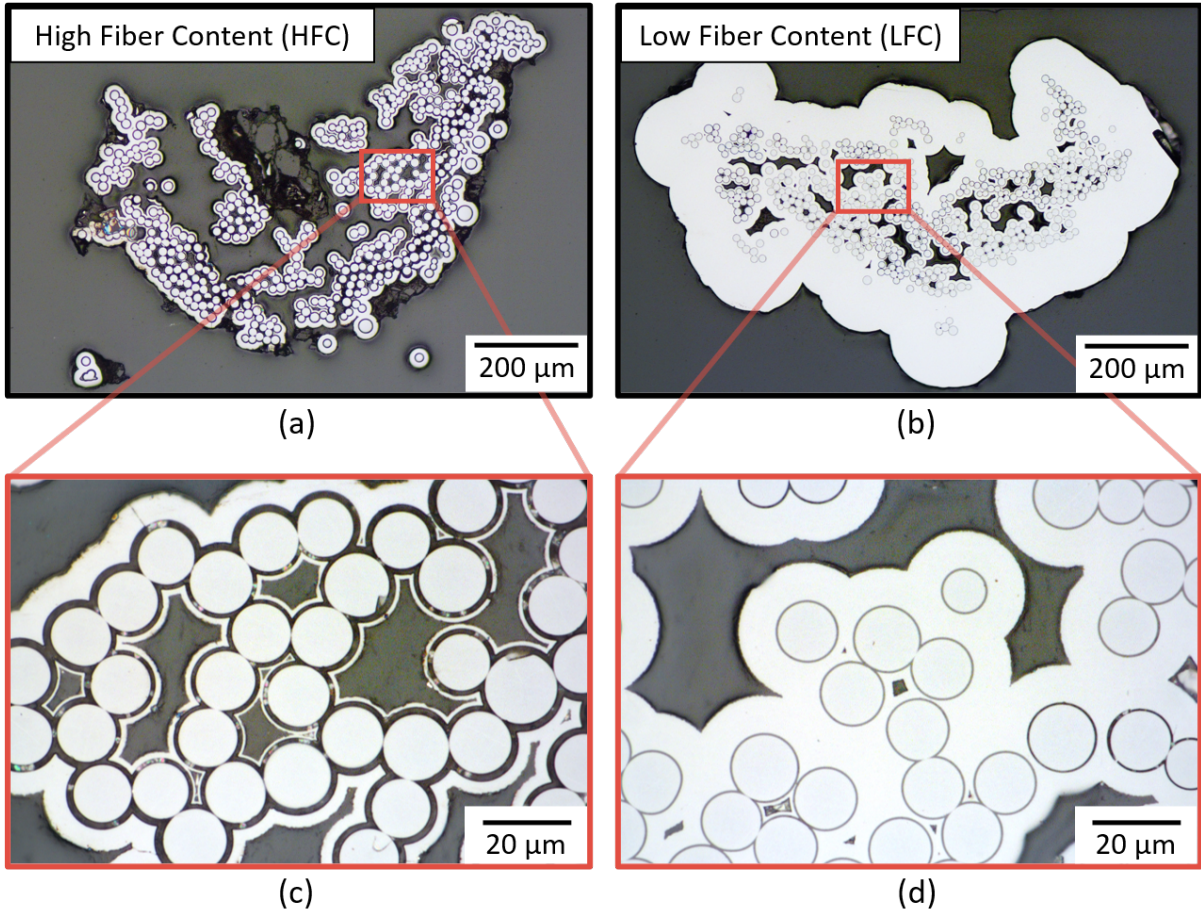 High Fiber Content (HFC)
Low Fiber Content (LFC)
200 µm
200 µm
(a)
(b)
20 µm
20 µm
(c)
(d)